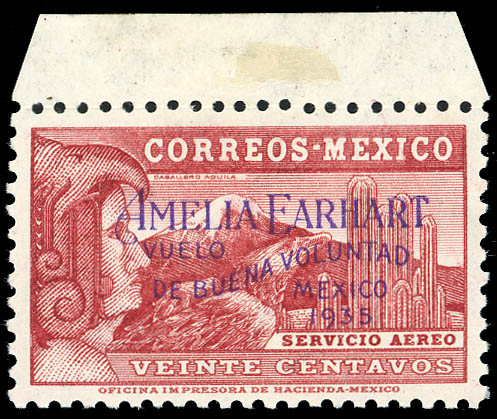 CORREOS-MEXICO
CABALLERO AGUILA
AMELIA EARHART
VUELO
DE BUENA VOLUNTAD
MEXICO
1935
SERVICIO AEREO
VEINTE CENTAVOS
OFICINA IMPRESORA DE HACIENDA-MEXICO